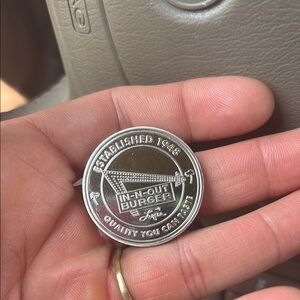 ESTABLISHED 1948
IN-N-OUT
BURGER
QUALITY YOU CAN TASTE